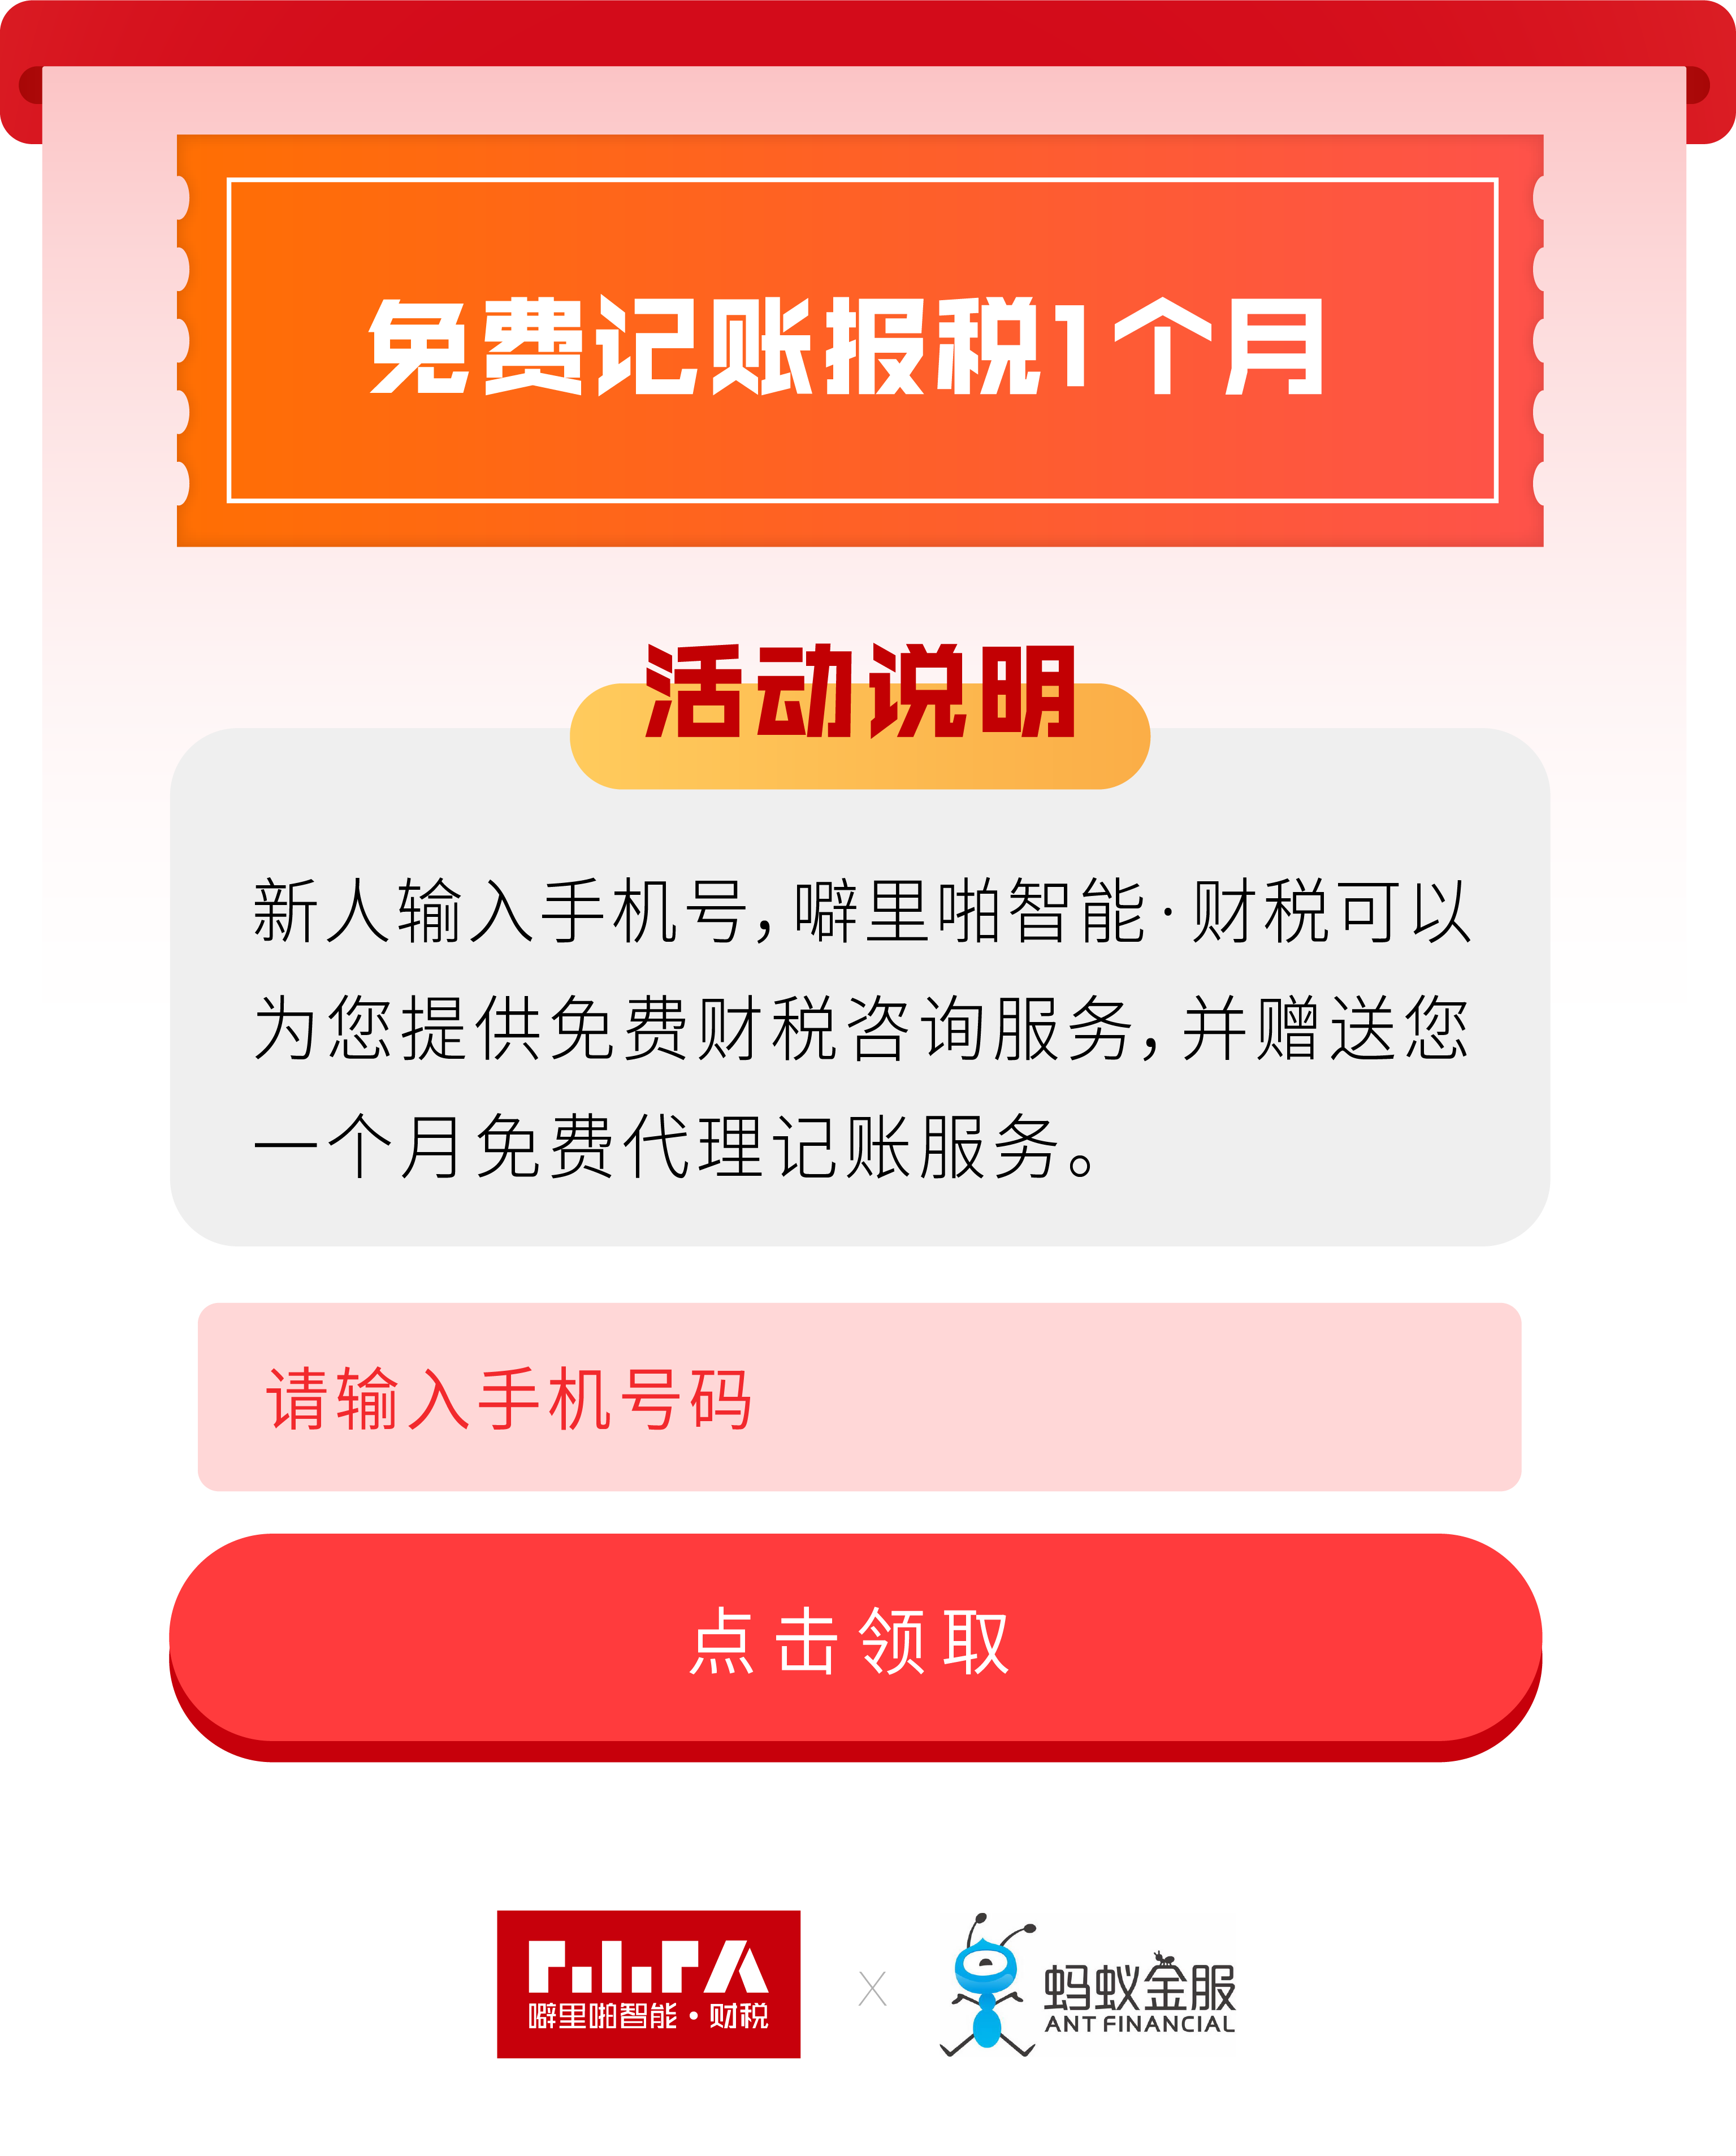 免费记账报税1个月
活动说明
新人输入手机号，噼里啪智能·财税可以
为您提供免费财税咨询服务，并赠送您
一个月免费代理记账服务。
请输入手机号码
点击领取
PILIPA
噼里啪智能·财税
×
蚂蚁金服
ANT FINANCIAL